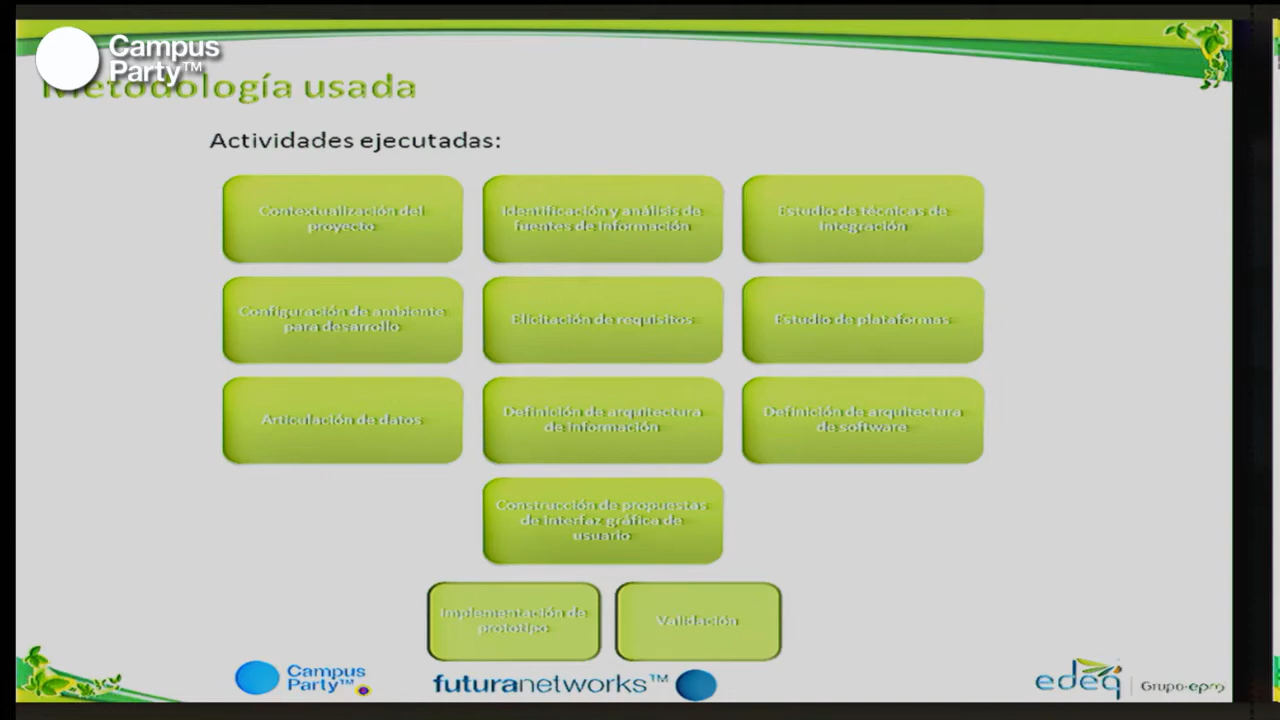 Campus
Party™
Metodología usada
Actividades ejecutadas:
Contextualización del
proyecto
Identificación y análisis de
fuentes de información
Estudio de técnicas de
integración
Configuración de ambiente
para desarrollo
Elicitación de requisitos
Estudio de plataformas
Articulación de datos
Definición de arquitectura
de información
Definición de arquitectura
de software
Construcción de propuestas
de interfaz gráfica de
usuario
Implementación de
prototipo
Validación
Campus
Party™
futuranetworks™
edeq
Grupo·epm